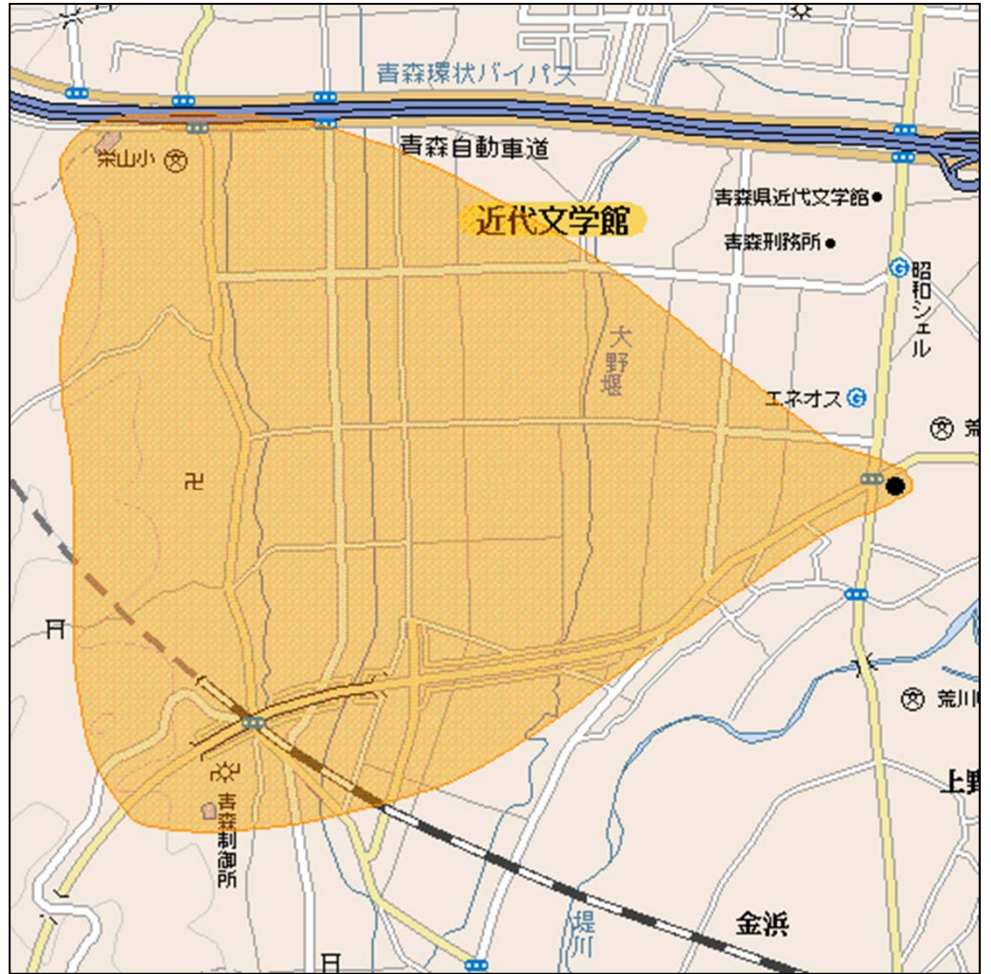 青森環状バイパス
青森自動車道
栄山小
近代文学館
青森県近代文学館
青森刑務所
昭和シェル
大野堰
エネオス
荒
荒川
上野
青森制御所
堤川
金浜